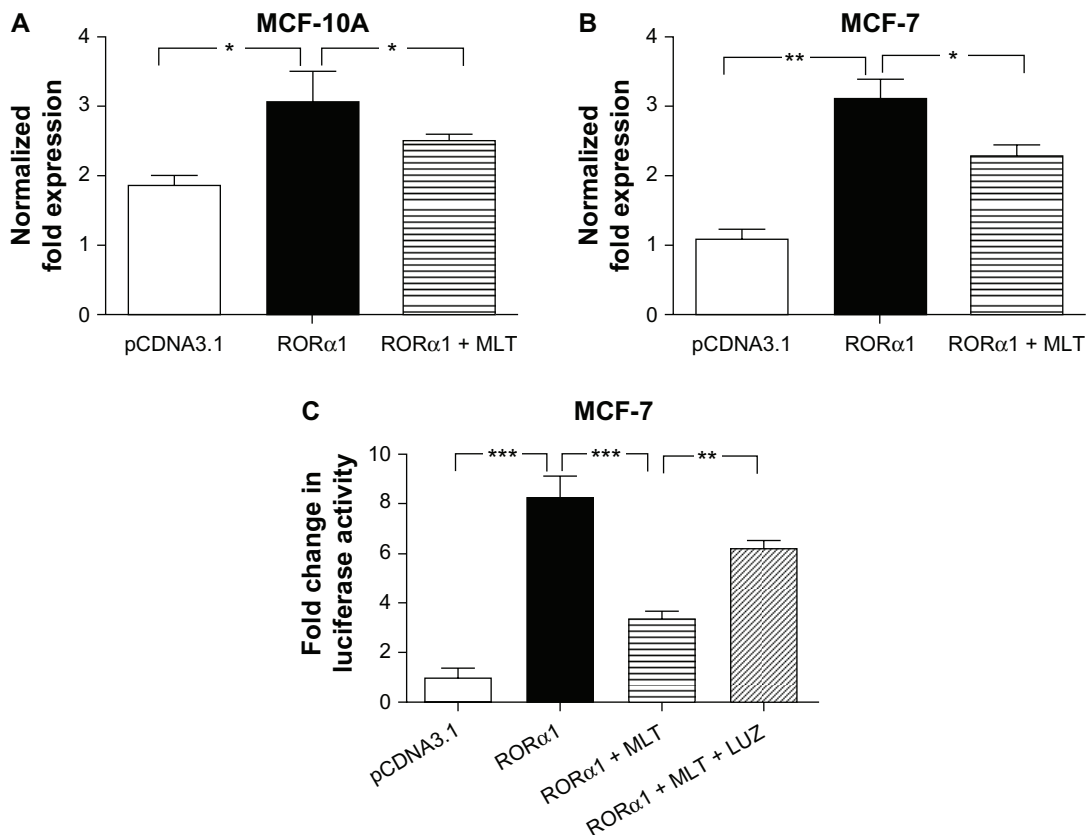 A
MCF-10A
Normalized
fold expression
4
3
2
1
0
*
*
pCDNA3.1
RORα1
RORα1 + MLT
B
MCF-7
Normalized
fold expression
4
3
2
1
0
**
*
pCDNA3.1
RORα1
RORα1 + MLT
C
MCF-7
Fold change in
luciferase activity
10
8
6
4
2
0
***
***
**
pCDNA3.1
RORα1
RORα1 + MLT
RORα1 + MLT + LUZ